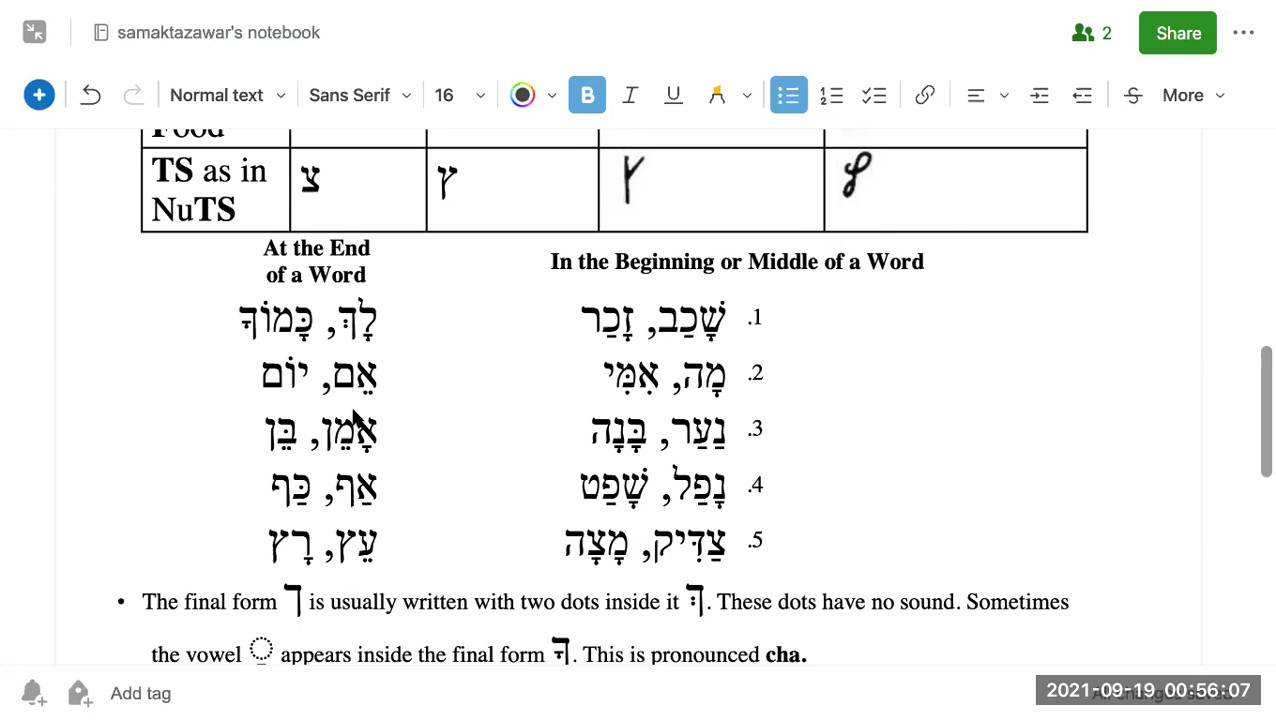 samaktazawar's notebook
2
Share
Normal text
Sans Serif
16
B I U
More
Food
TS as in
NuTS
צ
ץ
At the End
of a Word
In the Beginning or Middle of a Word
.1 שָׁכַב, זָכַר
לָךְ, כָּמוֹךָ
.2 מָה, אִמִּי
אֵם, יוֹם
.3 נַעַר, בָּנָה
אָמֵן, בֵּן
.4 נָפַל, שָׁפַט
אַף, כַּף
.5 צַדִּיק, מָצָה
עֵץ, רָץ
• The final form ך is usually written with two dots inside it ךְ. These dots have no sound. Sometimes
the vowel ◌ָ appears inside the final form ךָ. This is pronounced cha.
Add tag
2021-09-19 00:56:07